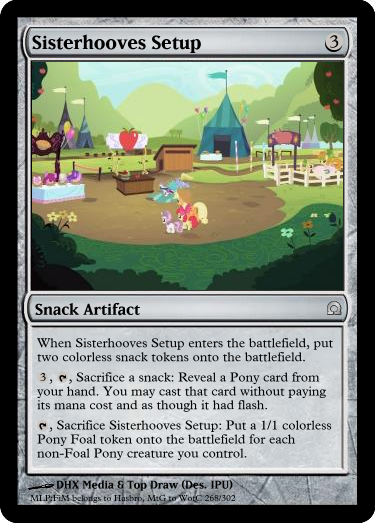 Sisterhooves Setup 3
Snack Artifact
When Sisterhooves Setup enters the battlefield, put
two colorless snack tokens onto the battlefield.
3, , Sacrifice a snack: Reveal a Pony card from
your hand. You may cast that card without paying
its mana cost and as though it had flash.
, Sacrifice Sisterhooves Setup: Put a 1/1 colorless
Pony Foal token onto the battlefield for each
non-Foal Pony creature you control.
DHX Media & Top Draw (Des. IPU)
MLP:FiM belongs to Hasbro, MtG to WotC 268/302